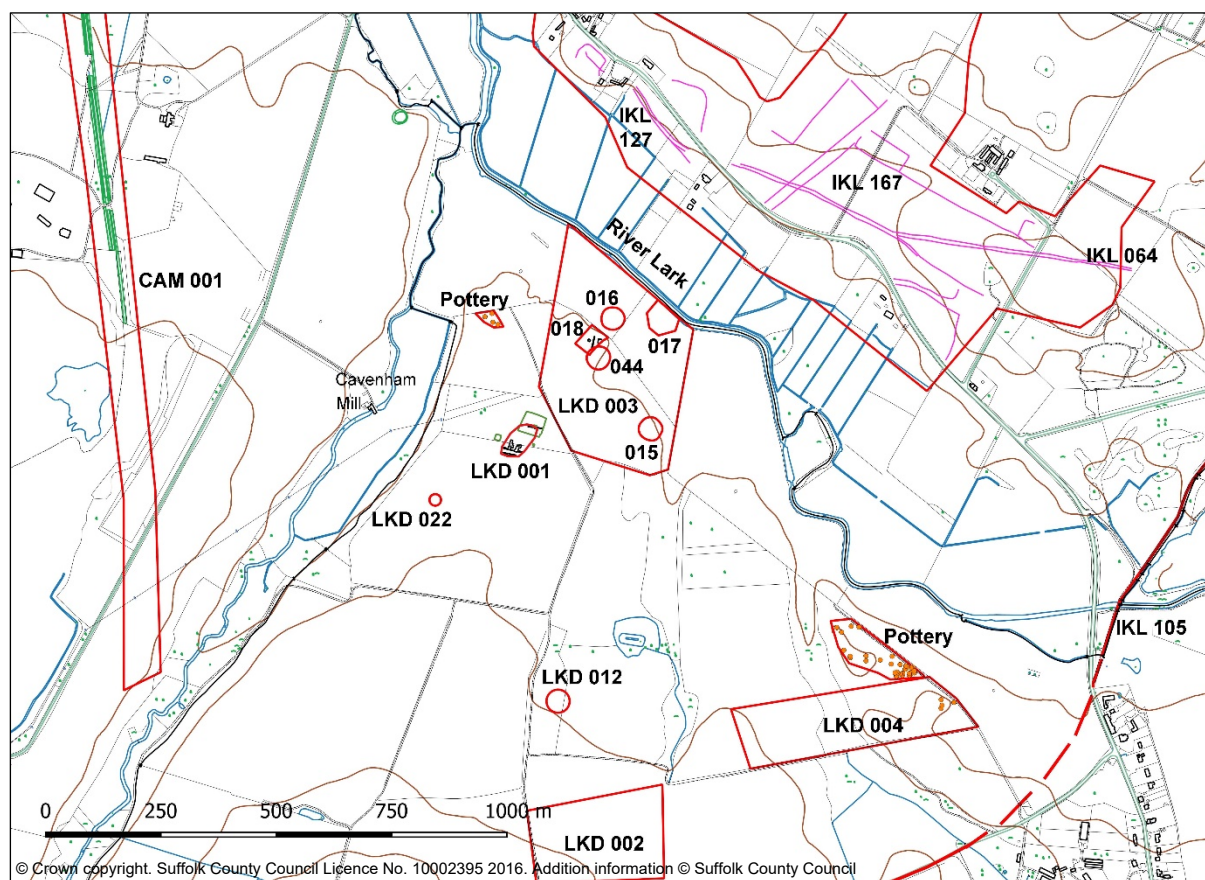 IKL
127
IKL 167
River Lark
IKL 064
CAM 001
Pottery
016
018
017
044
Cavenham
Mill
LKD 003
015
LKD 001
LKD 022
Pottery
IKL 105
LKD 012
LKD 004
0 250 500 750 1000 m
LKD 002
© Crown copyright. Suffolk County Council Licence No. 10002395 2016. Addition information © Suffolk County Council